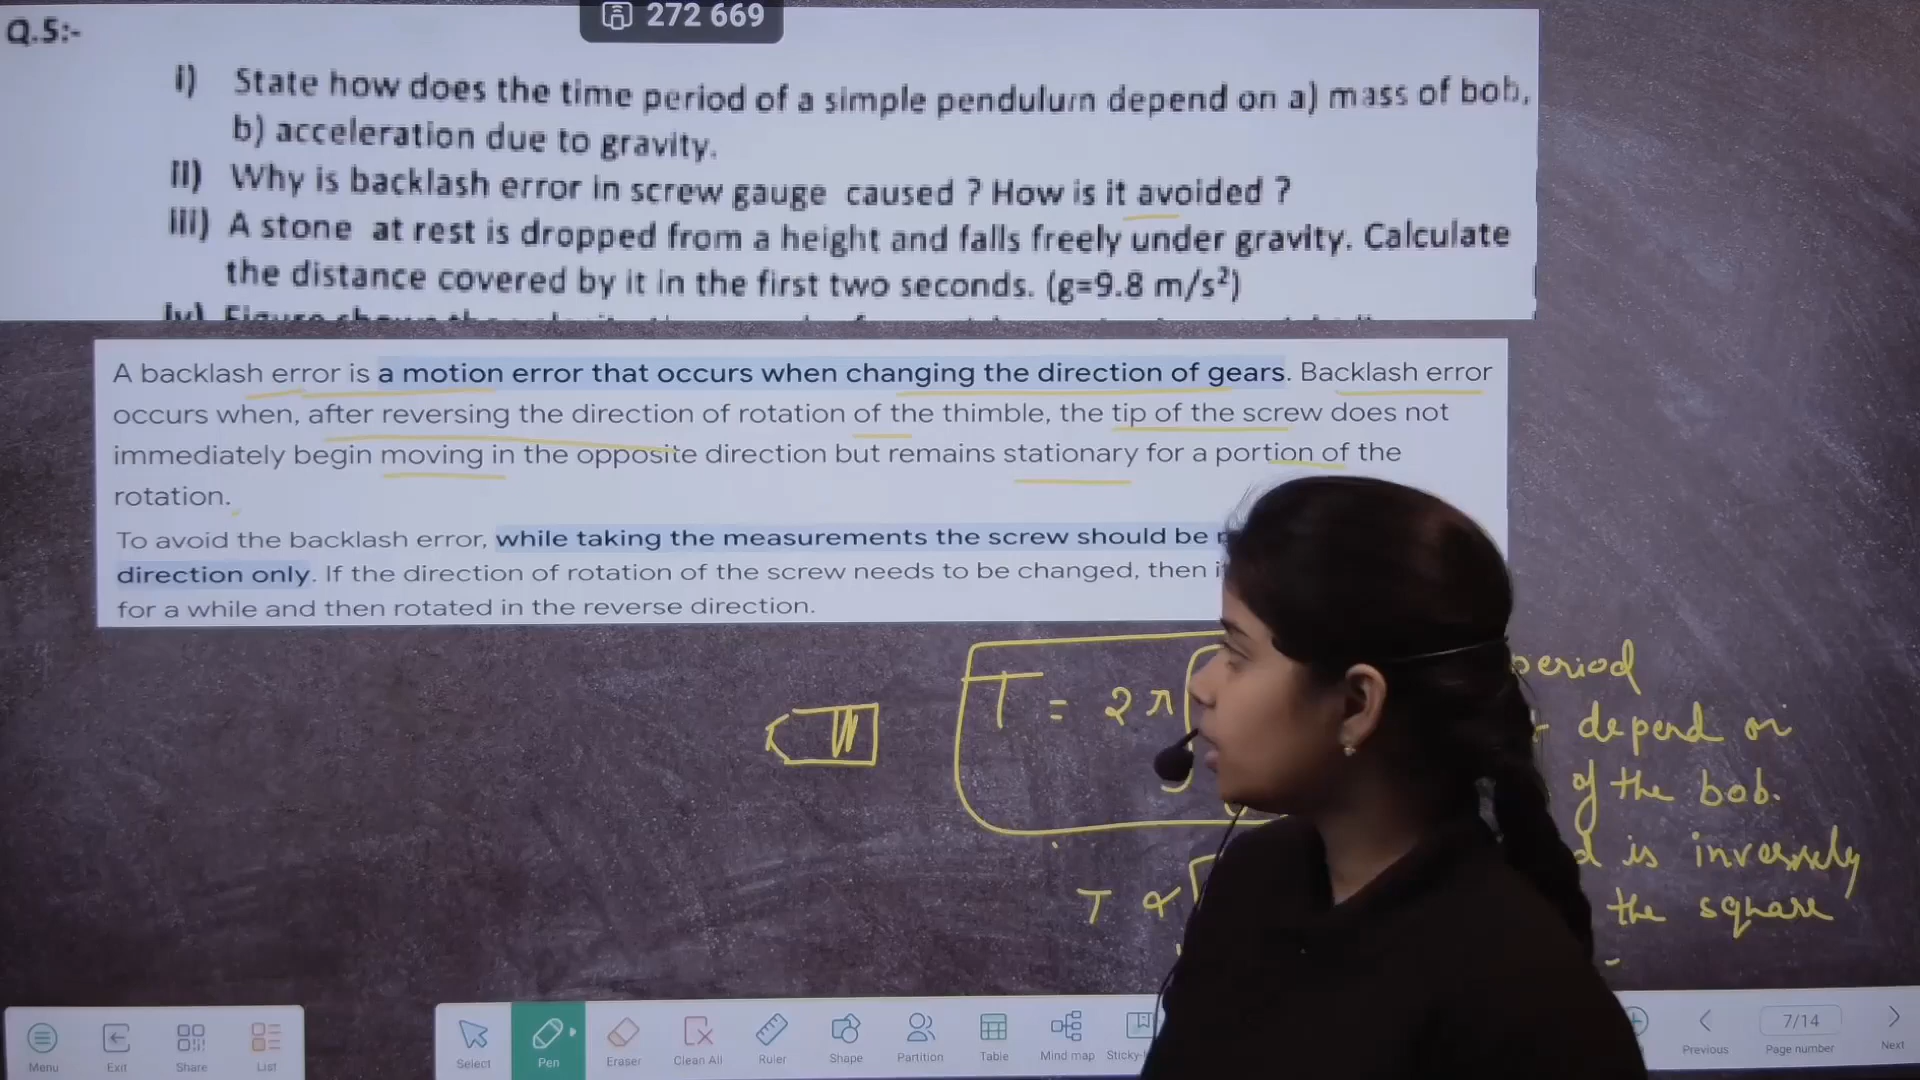 272 669
Q.5:-
i) State how does the time period of a simple pendulum depend on a) mass of bob,
b) acceleration due to gravity.
ii) Why is backlash error in screw gauge caused ? How is it avoided ?
iii) A stone at rest is dropped from a height and falls freely under gravity. Calculate
the distance covered by it in the first two seconds. (g=9.8 m/s²)
iv) Figure shows the
A backlash error is a motion error that occurs when changing the direction of gears. Backlash error
occurs when, after reversing the direction of rotation of the thimble, the tip of the screw does not
immediately begin moving in the opposite direction but remains stationary for a portion of the
rotation.
To avoid the backlash error, while taking the measurements the screw should be
direction only. If the direction of rotation of the screw needs to be changed, then
for a while and then rotated in the reverse direction.
T = 2π
period
depend on
of the bob.
is inversely
T ∝
the square
Menu Exit Share List
Select Pen Eraser Clean All Ruler Shape Partition Table Mind map Sticky-
Previous 7/14 Page number Next